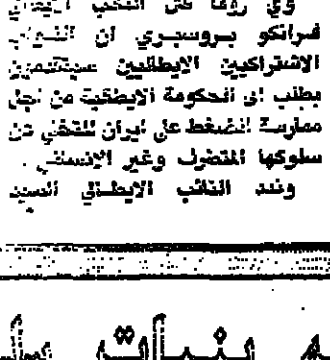 وفي روما قال النائب الايطالي
فرانكو بروسبري ان النواب
الاشتراكيين الايطاليين سيتقدمون
بطلب الى الحكومة الايطالية من اجل
ممارسة الضغط على ايران للتخلي عن
سلوكها المتطرف وغير الانساني .
وندد النائب الايطالي السيد